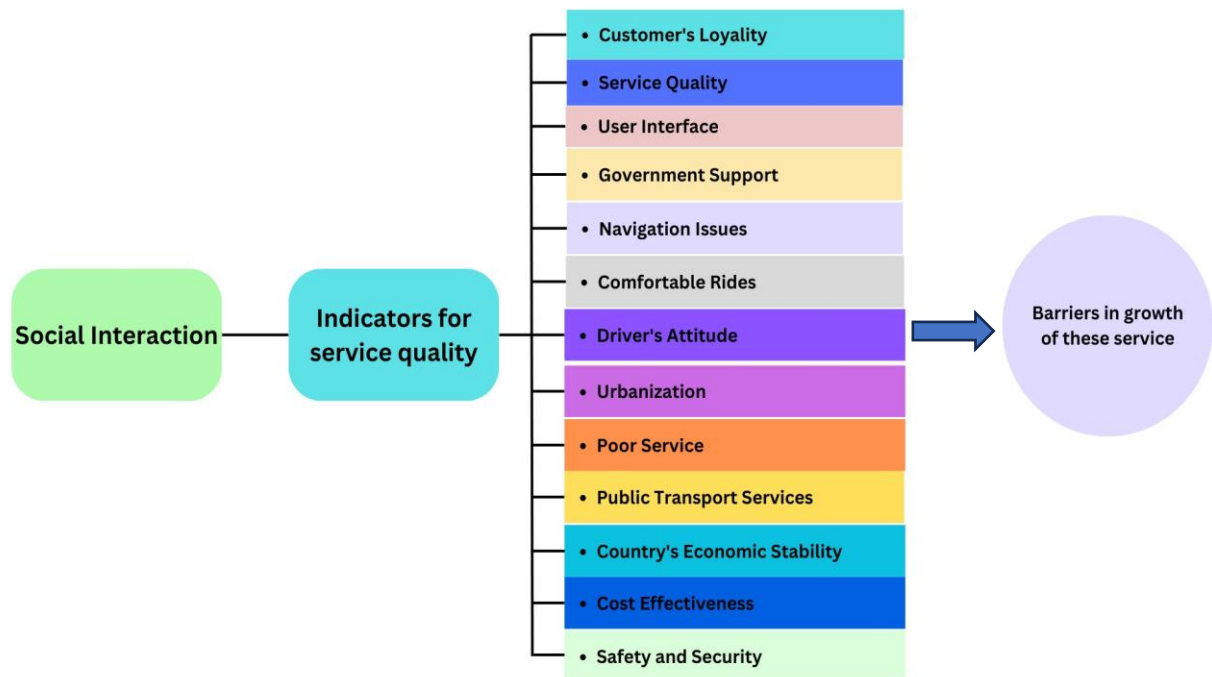 Social Interaction
Indicators for
service quality
• Customer's Loyality
• Service Quality
• User Interface
• Government Support
• Navigation Issues
• Comfortable Rides
• Driver's Attitude
• Urbanization
• Poor Service
• Public Transport Services
• Country's Economic Stability
• Cost Effectiveness
• Safety and Security
Barriers in growth
of these service